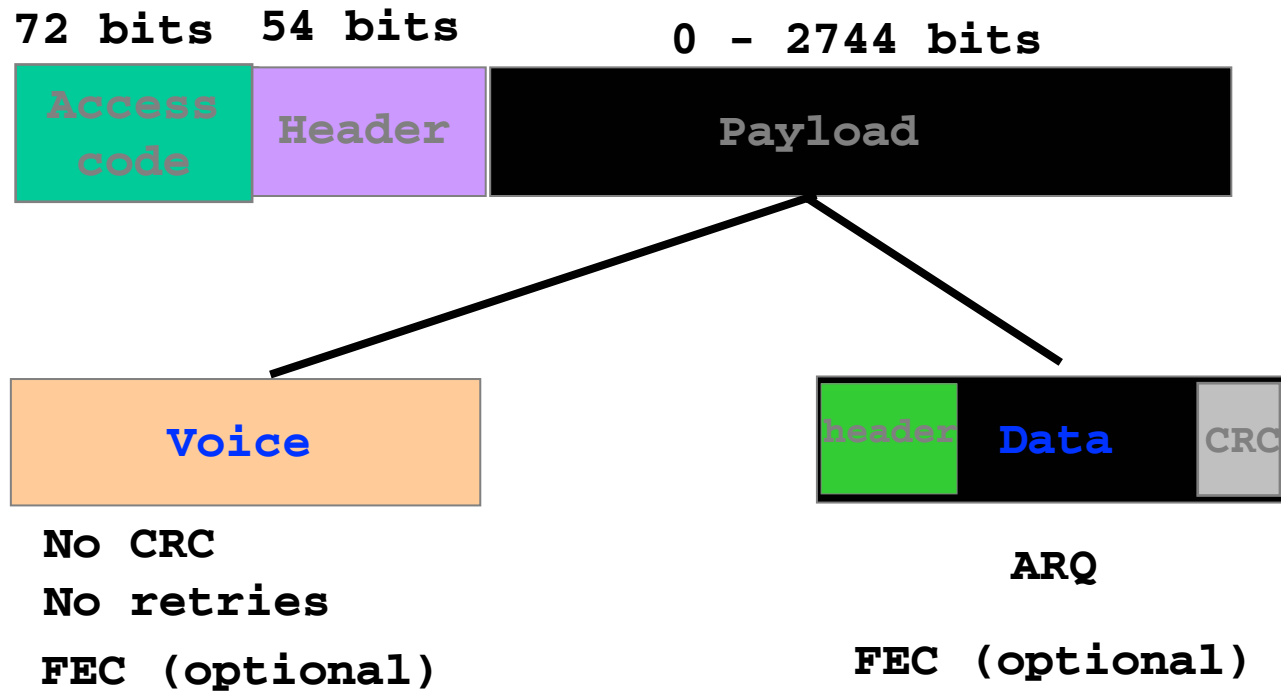 72 bits 54 bits 0 - 2744 bits
Access
code
Header
Payload
Voice
header Data CRC
No CRC
No retries
FEC (optional)
ARQ
FEC (optional)